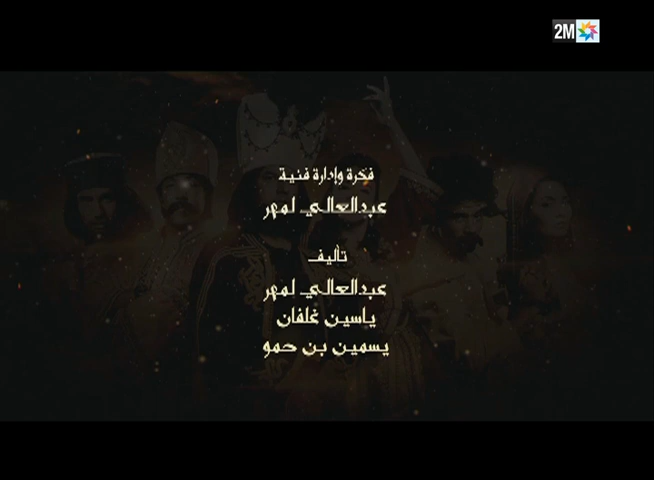 2M
فكرة وإدارة فنية
عبدالعالي لمهر
تأليف
عبدالعالي لمهر
ياسين غلفان
يسمين بن حمو